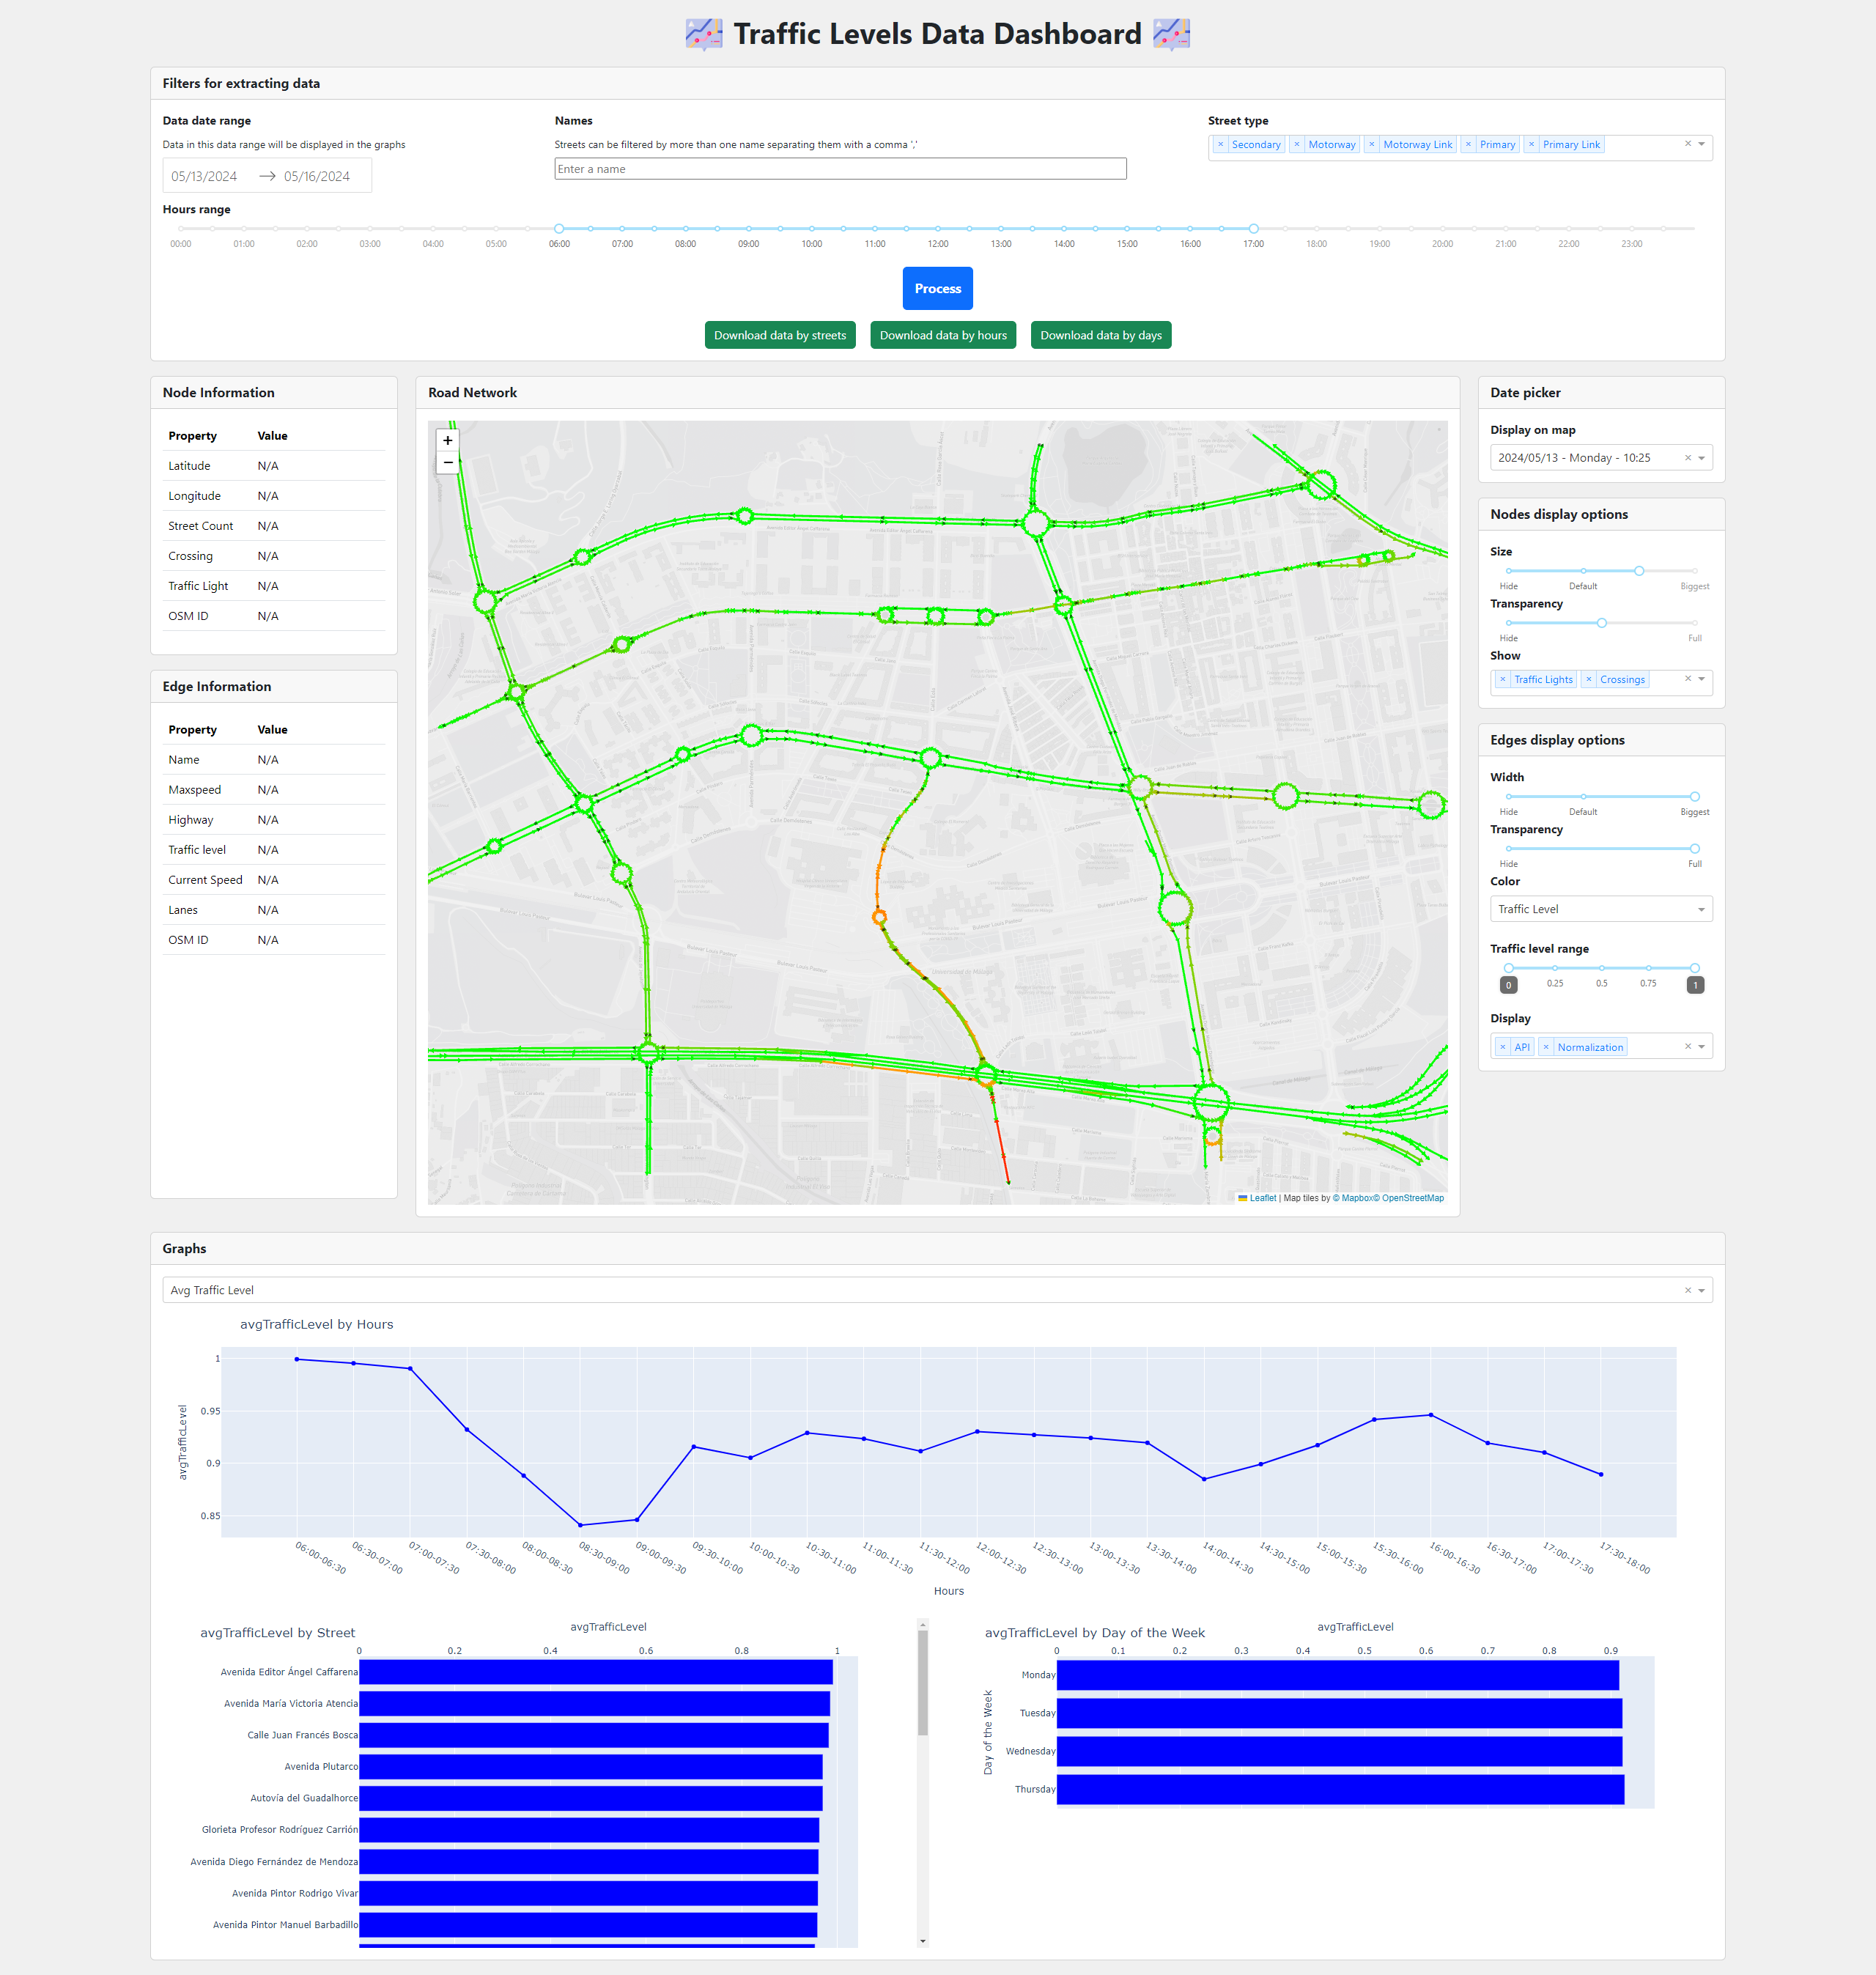 Traffic Levels Data Dashboard
Filters for extracting data
Data date range
Data in this data range will be displayed in the graphs
05/13/2024 → 05/16/2024
Names
Streets can be filtered by more than one name separating them with a comma ','
Enter a name
Street type
× Secondary × Motorway × Motorway Link × Primary × Primary Link
Hours range
00:00 01:00 02:00 03:00 04:00 05:00 06:00 07:00 08:00 09:00 10:00 11:00 12:00 13:00 14:00 15:00 16:00 17:00 18:00 19:00 20:00 21:00 22:00 23:00
Process
Download data by streets
Download data by hours
Download data by days
Node Information
Property Value
Latitude N/A
Longitude N/A
Street Count N/A
Crossing N/A
Traffic Light N/A
OSM ID N/A
Edge Information
Property Value
Name N/A
Maxspeed N/A
Highway N/A
Traffic level N/A
Current Speed N/A
Lanes N/A
OSM ID N/A
Road Network
+
−
Bulevar Louis Pasteur
Bulevar Louis Pasteur
Bulevar Louis Pasteur
Leaflet | Map tiles by © Mapbox© OpenStreetMap
Date picker
Display on map
2024/05/13 - Monday - 10:25
Nodes display options
Size
Hide Default Biggest
Transparency
Hide Full
Show
× Traffic Lights × Crossings
Edges display options
Width
Hide Default Biggest
Transparency
Hide Full
Color
Traffic Level
Traffic level range
0 0.25 0.5 0.75 1
Display
× API × Normalization
Graphs
Avg Traffic Level
avgTrafficLevel by Hours
avgTrafficLevel
1
0.95
0.9
0.85
06:00-06:30 06:30-07:00 07:00-07:30 07:30-08:00 08:00-08:30 08:30-09:00 09:00-09:30 09:30-10:00 10:00-10:30 10:30-11:00 11:00-11:30 11:30-12:00 12:00-12:30 12:30-13:00 13:00-13:30 13:30-14:00 14:00-14:30 14:30-15:00 15:00-15:30 15:30-16:00 16:00-16:30 16:30-17:00 17:00-17:30 17:30-18:00
Hours
avgTrafficLevel by Street
avgTrafficLevel
0 0.2 0.4 0.6 0.8 1
Avenida Editor Ángel Caffarena
Avenida María Victoria Atencia
Calle Juan Francés Bosca
Avenida Plutarco
Autovía del Guadalhorce
Glorieta Profesor Rodríguez Carrión
Avenida Diego Fernández de Mendoza
Avenida Pintor Rodrigo Vivar
Avenida Pintor Manuel Barbadillo
avgTrafficLevel by Day of the Week
avgTrafficLevel
0 0.1 0.2 0.3 0.4 0.5 0.6 0.7 0.8 0.9
Day of the Week
Monday
Tuesday
Wednesday
Thursday